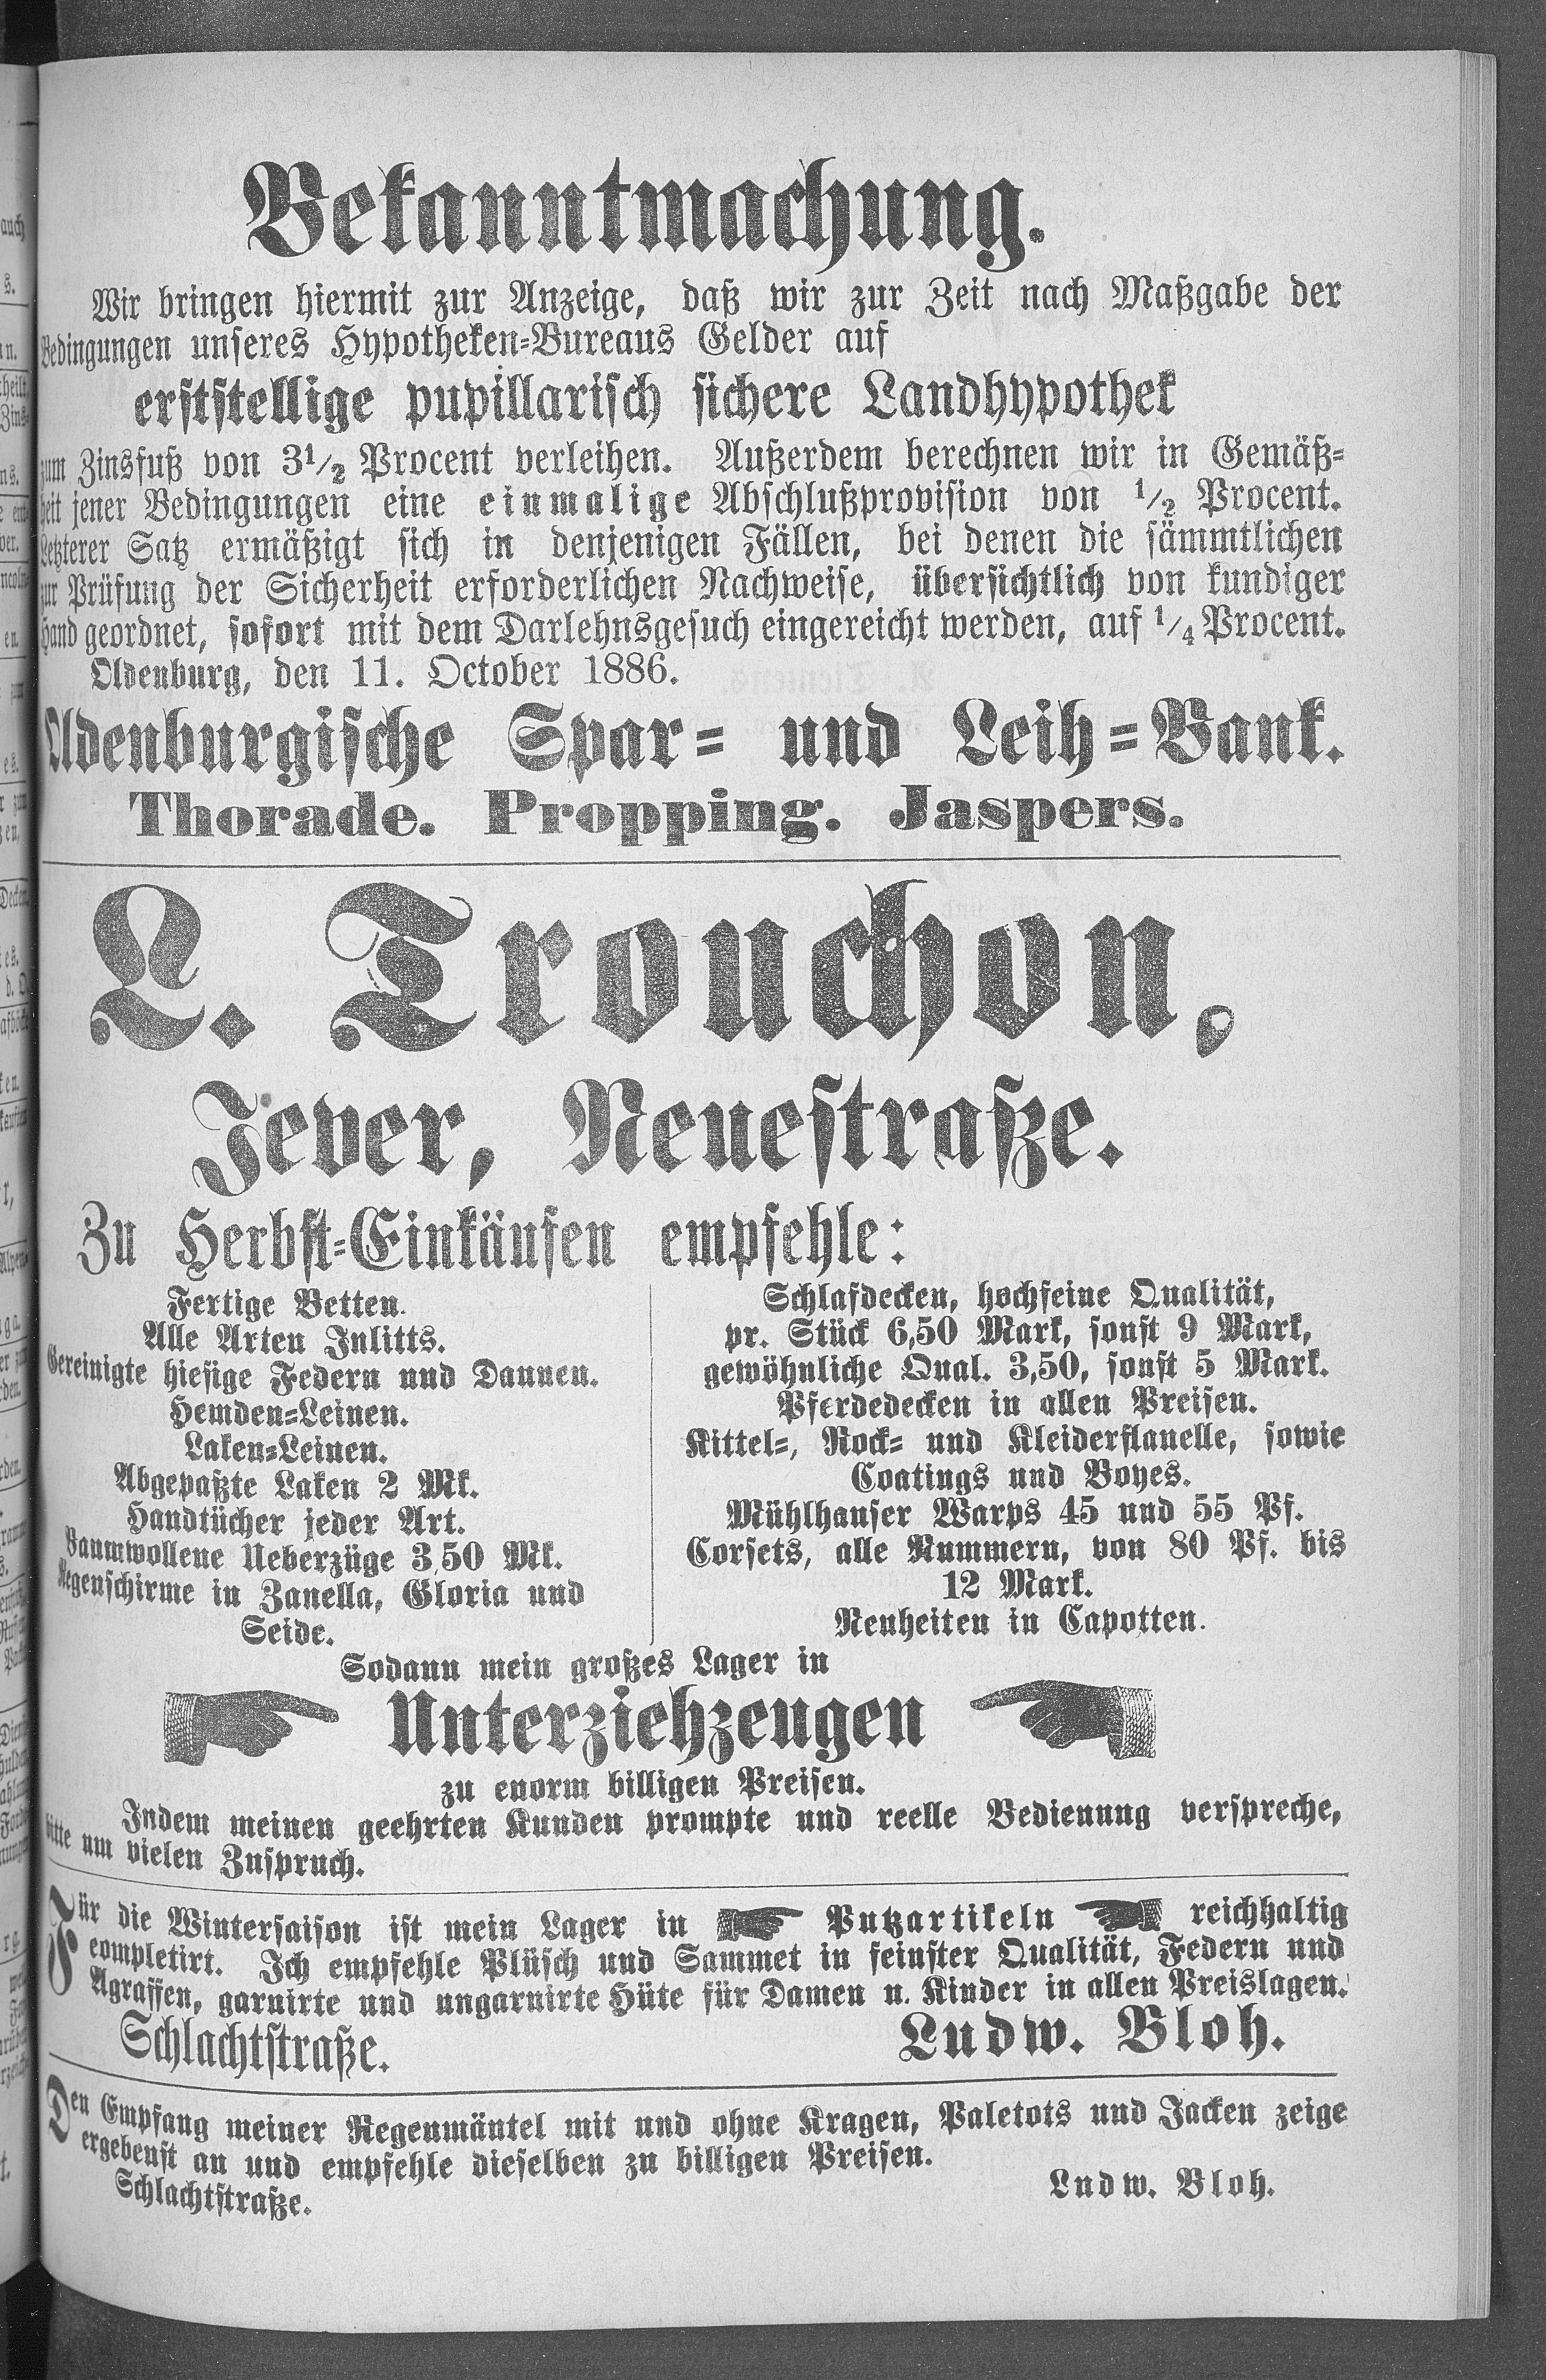 Bekanntmachung.
Wir bringen hiermit zur Anzeige, daß wir zur Zeit nach Maßgabe der
Bedingungen unseres Hypotheken-Bureaus Gelder auf
erststellige pupillarisch sichere Landhypothek
zum Zinsfuß von 3½ Procent verleihen. Außerdem berechnen wir in Gemäß-
heit jener Bedingungen eine einmalige Abschlußprovision von ½ Procent.
Letzterer Satz ermäßigt sich in denjenigen Fällen, bei denen die sämmtlichen
zur Prüfung der Sicherheit erforderlichen Nachweise, übersichtlich von kundiger
Hand geordnet, sofort mit dem Darlehnsgesuch eingereicht werden, auf ¼ Procent.
Oldenburg, den 11. October 1886.
Oldenburgische Spar- und Leih-Bank.
Thorade. Propping. Jaspers.
L. Trouchon,
Jever, Neuestraße.
Zu Herbst-Einkäufen empfehle:
Fertige Betten.
Alle Arten Inlitts.
Gereinigte hiesige Federn und Daunen.
Hemden-Leinen.
Laken-Leinen.
Abgepaßte Laken 2 Mk.
Handtücher jeder Art.
Baumwollene Ueberzüge 3,50 Mk.
Regenschirme in Zanella, Gloria und
Seide.
Schlafdecken, hochfeine Qualität,
pr. Stück 6,50 Mark, sonst 9 Mark,
gewöhnliche Qual. 3,50, sonst 5 Mark.
Pferdedecken in allen Preisen.
Kittel-, Rock- und Kleiderflanelle, sowie
Coatings und Boyes.
Mühlhauser Warps 45 und 55 Pf.
Corsets, alle Nummern, von 80 Pf. bis
12 Mark.
Neuheiten in Capotten.
Sodann mein großes Lager in
Unterziehzeugen
zu enorm billigen Preisen.
Indem meinen geehrten Kunden prompte und reelle Bedienung verspreche,
bitte um vielen Zuspruch.
Für die Wintersaison ist mein Lager in Putzartikeln reichhaltig
completirt. Ich empfehle Plüsch und Sammet in feinster Qualität, Federn und
Agraffen, garnirte und ungarnirte Hüte für Damen u. Kinder in allen Preislagen.
Schlachtstraße. Ludw. Bloh.
Den Empfang meiner Regenmäntel mit und ohne Kragen, Paletots und Jacken zeige
ergebenst an und empfehle dieselben zu billigen Preisen.
Schlachtstraße. Ludw. Bloh.